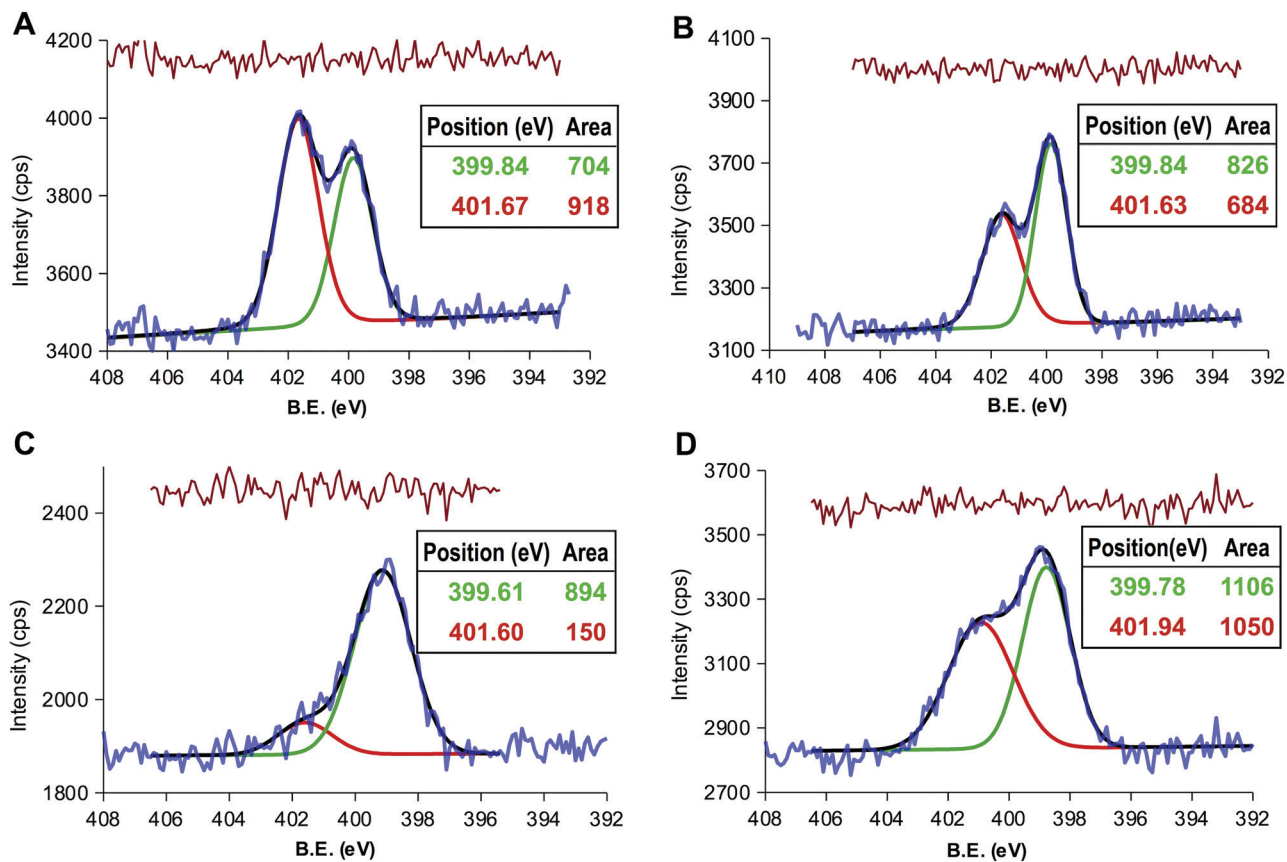 A
4200
4000
3800
3600
3400
Intensity (cps)
Position (eV) Area
399.84 704
401.67 918
408 406 404 402 400 398 396 394 392
B.E. (eV)
B
4100
3900
3700
3500
3300
3100
Intensity (cps)
Position (eV) Area
399.84 826
401.63 684
410 408 406 404 402 400 398 396 394 392
B.E. (eV)
C
2400
2200
2000
1800
Intensity (cps)
Position (eV) Area
399.61 894
401.60 150
408 406 404 402 400 398 396 394 392
B.E. (eV)
D
3700
3500
3300
3100
2900
2700
Intensity (cps)
Position(eV) Area
399.78 1106
401.94 1050
408 406 404 402 400 398 396 394 392
B.E. (eV)